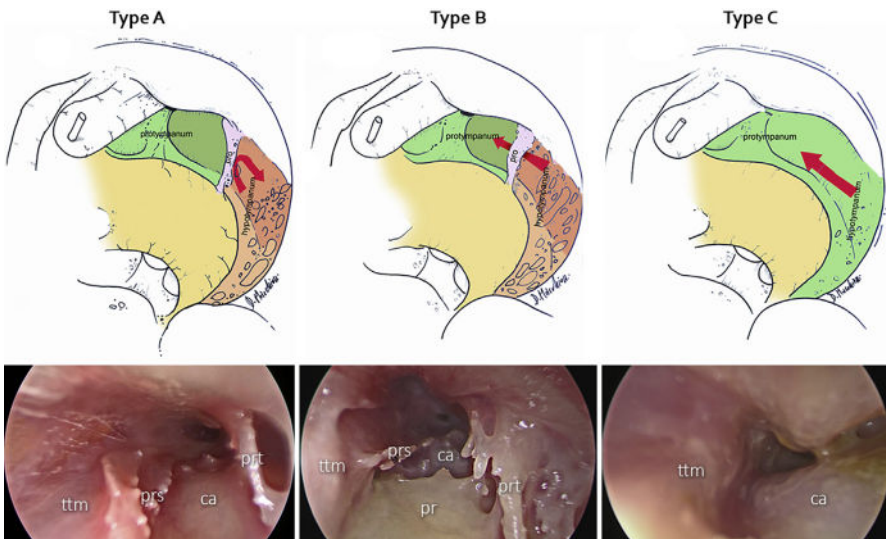 Type A
Type B
Type C
protympanum
pro
hypotympanum
protympanum
pro
hypotympanum
protympanum
hypotympanum
ttm
prs
ca
prt
ttm
prs
ca
prt
pr
ttm
ca